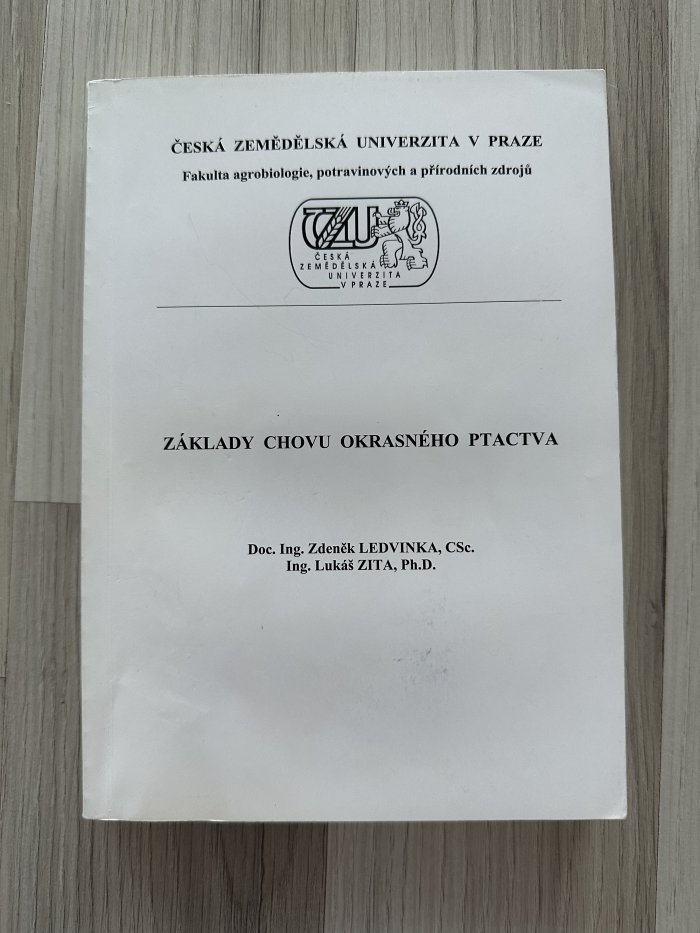 ČESKÁ ZEMĚDĚLSKÁ UNIVERZITA V PRAZE
Fakulta agrobiologie, potravinových a přírodních zdrojů
ČZU
ČESKÁ
ZEMĚDĚLSKÁ
UNIVERZITA
V PRAZE
ZÁKLADY CHOVU OKRASNÉHO PTACTVA
Doc. Ing. Zdeněk LEDVINKA, CSc.
Ing. Lukáš ZITA, Ph.D.